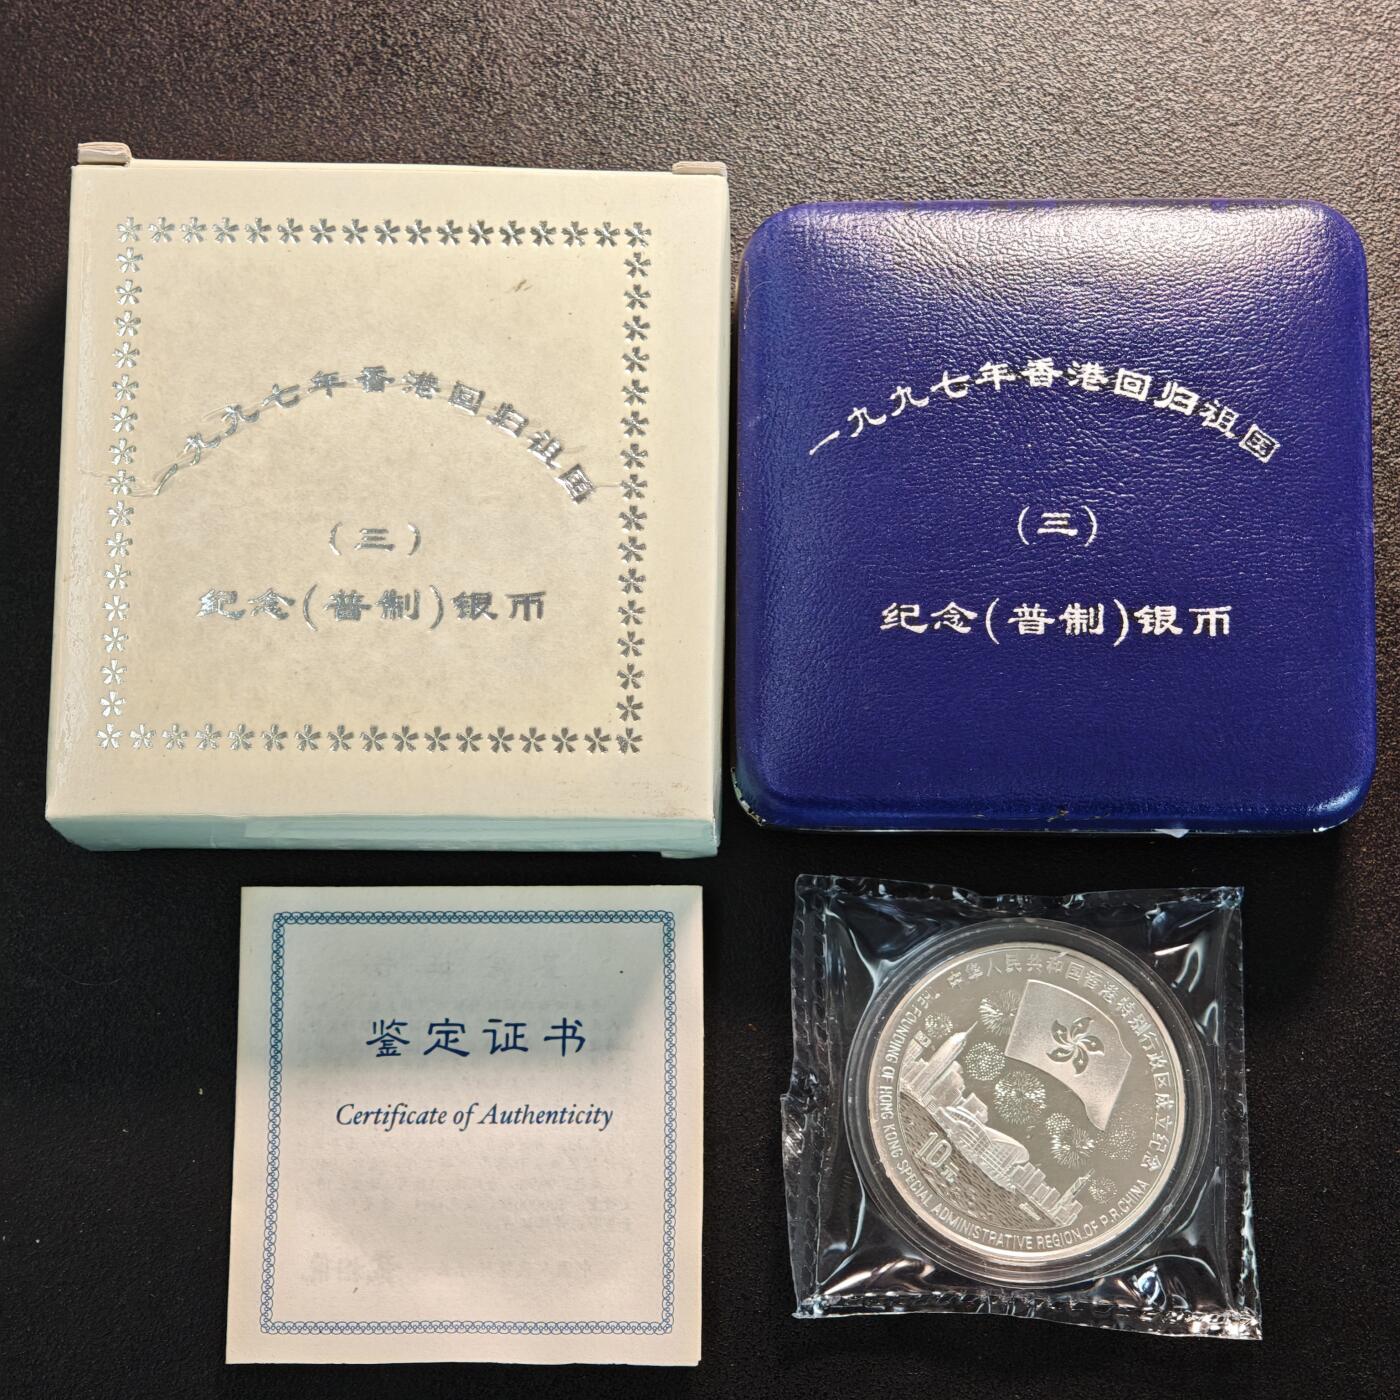 一九九七年香港回归祖国
(三)
纪念(普制)银币
一九九七年香港回归祖国
(三)
纪念(普制)银币
鉴定证书
Certificate of Authenticity
中华人民共和国香港特别行政区成立纪念
10元
FOUNDING OF HONG KONG SPECIAL ADMINISTRATIVE REGION OF P.R.CHINA